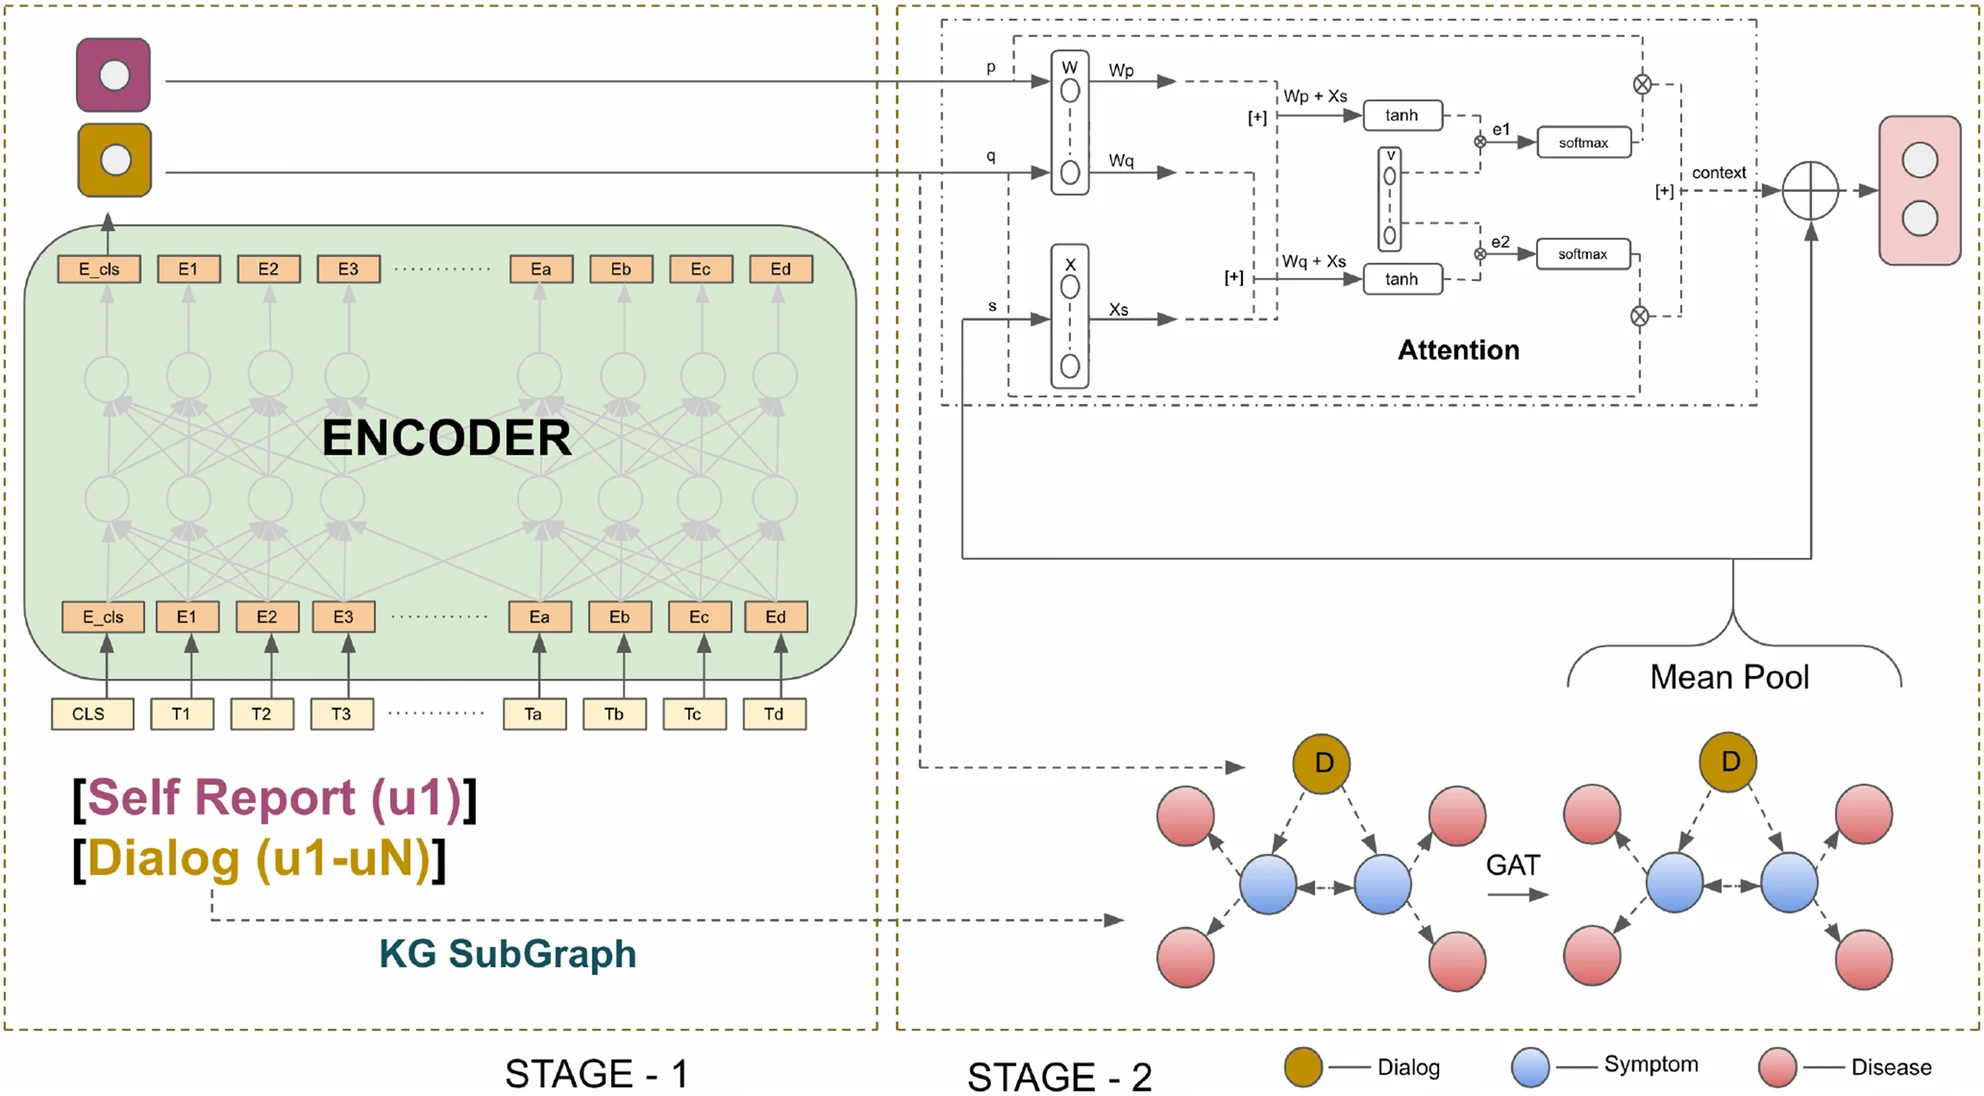 p
W
Wp
Wp + Xs
tanh
[+]
e1
softmax
q
Wq
v
context
[+]
E_cls
E1
E2
E3
Ea
Eb
Ec
Ed
X
s
Xs
[+]
Wq + Xs
tanh
e2
softmax
Attention
ENCODER
E_cls
E1
E2
E3
Ea
Eb
Ec
Ed
CLS
T1
T2
T3
Ta
Tb
Tc
Td
Mean Pool
[Self Report (u1)]
[Dialog (u1-uN)]
KG SubGraph
D
GAT
D
STAGE - 1
STAGE - 2
Dialog
Symptom
Disease